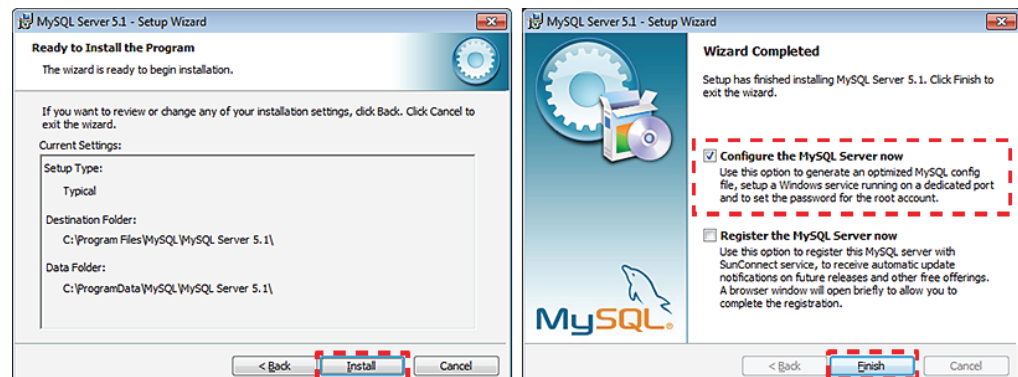 MySQL Server 5.1 - Setup Wizard
Ready to Install the Program
The wizard is ready to begin installation.
If you want to review or change any of your installation settings, click Back. Click Cancel to
exit the wizard.
Current Settings:
Setup Type:
Typical
Destination Folder:
C:\Program Files\MySQL\MySQL Server 5.1\
Data Folder:
C:\ProgramData\MySQL\MySQL Server 5.1\
< Back
Install
Cancel
MySQL Server 5.1 - Setup Wizard
Wizard Completed
Setup has finished installing MySQL Server 5.1. Click Finish to
exit the wizard.
Configure the MySQL Server now
Use this option to generate an optimized MySQL config
file, setup a Windows service running on a dedicated port
and to set the password for the root account.
Register the MySQL Server now
Use this option to register this MySQL server with
SunConnect service, to receive automatic update
notifications on future releases and other free offerings.
A browser window will open briefly to allow you to
complete the registration.
MySQL®
< Back
Finish
Cancel